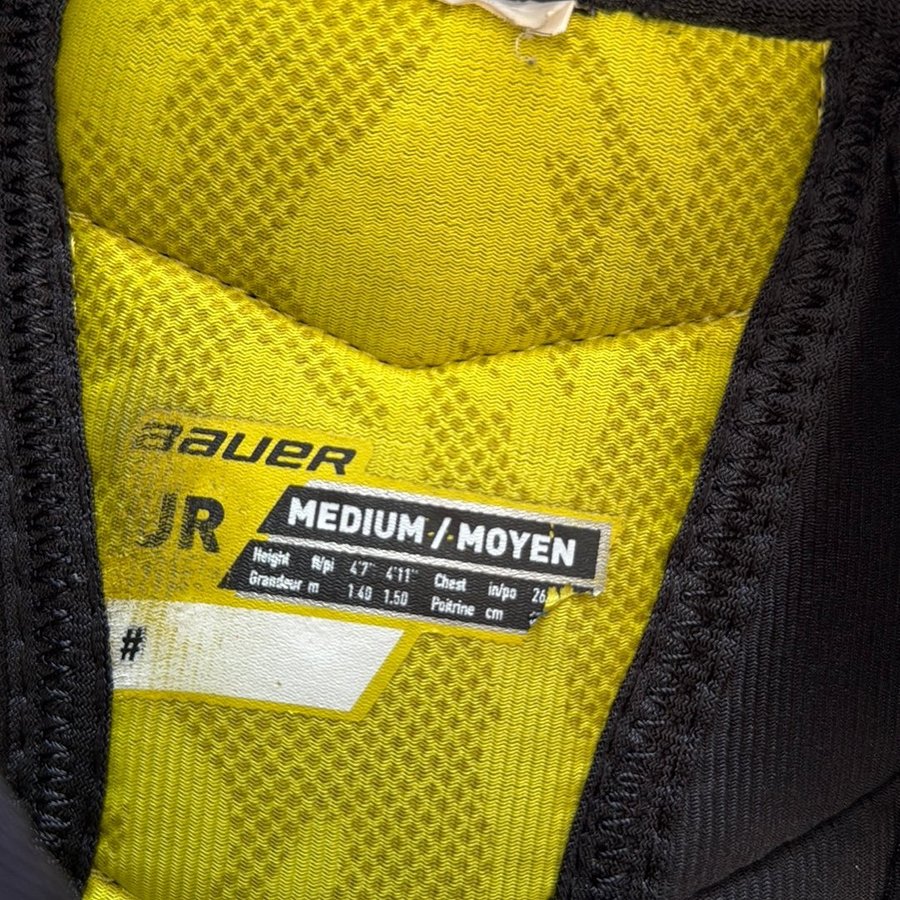 BAUER
JR
MEDIUM / MOYEN
Height ft/pi 4'7" 4'11" Chest in/po 26
Grandeur m 1.40 1.50 Poitrine cm
#